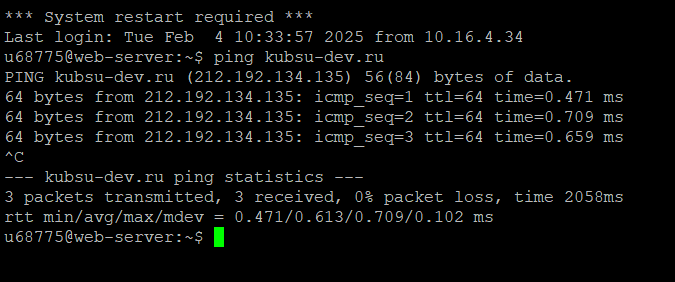 *** System restart required ***
Last login: Tue Feb  4 10:33:57 2025 from 10.16.4.34
u68775@web-server:~$ ping kubsu-dev.ru
PING kubsu-dev.ru (212.192.134.135) 56(84) bytes of data.
64 bytes from 212.192.134.135: icmp_seq=1 ttl=64 time=0.471 ms
64 bytes from 212.192.134.135: icmp_seq=2 ttl=64 time=0.709 ms
64 bytes from 212.192.134.135: icmp_seq=3 ttl=64 time=0.659 ms
^C
--- kubsu-dev.ru ping statistics ---
3 packets transmitted, 3 received, 0% packet loss, time 2058ms
rtt min/avg/max/mdev = 0.471/0.613/0.709/0.102 ms
u68775@web-server:~$